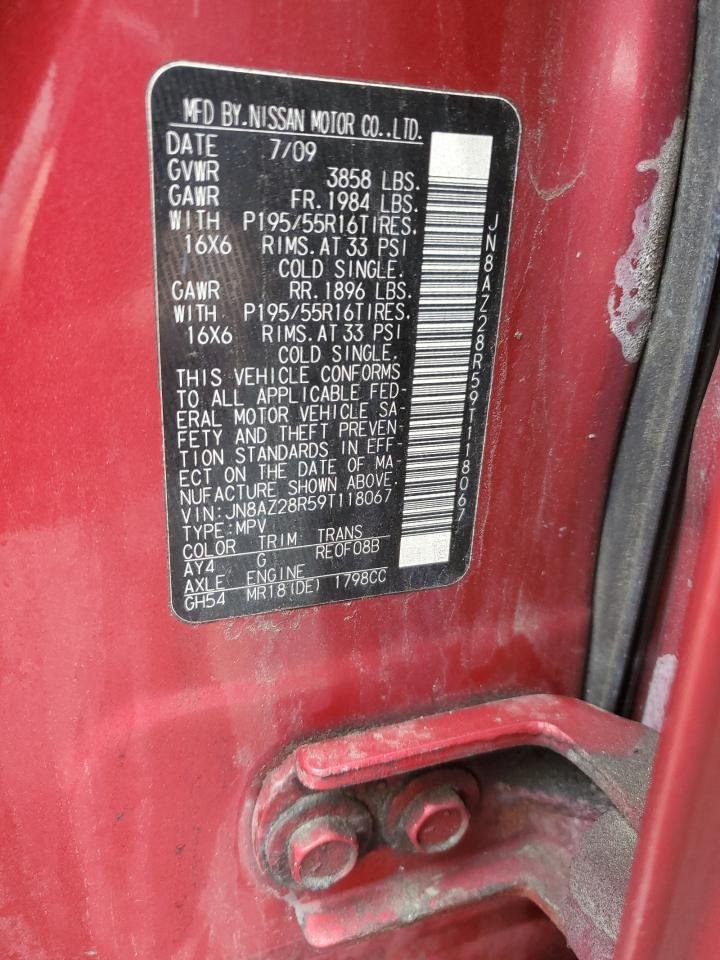 MFD BY.NISSAN MOTOR CO.,LTD.
DATE 7/09
GVWR 3858 LBS.
GAWR FR.1984 LBS.
WITH P195/55R16TIRES.
16X6 RIMS.AT 33 PSI
COLD SINGLE.
GAWR RR.1896 LBS.
WITH P195/55R16TIRES.
16X6 RIMS.AT 33 PSI
COLD SINGLE.
THIS VEHICLE CONFORMS
TO ALL APPLICABLE FED-
ERAL MOTOR VEHICLE SA-
FETY AND THEFT PREVEN-
TION STANDARDS IN EFF-
ECT ON THE DATE OF MA-
NUFACTURE SHOWN ABOVE.
VIN:JN8AZ28R59T118067
TYPE:MPV
COLOR TRIM TRANS
AY4 G RE0F08B
AXLE ENGINE
GH54 MR18(DE) 1798CC
JN8AZ28R59T118067